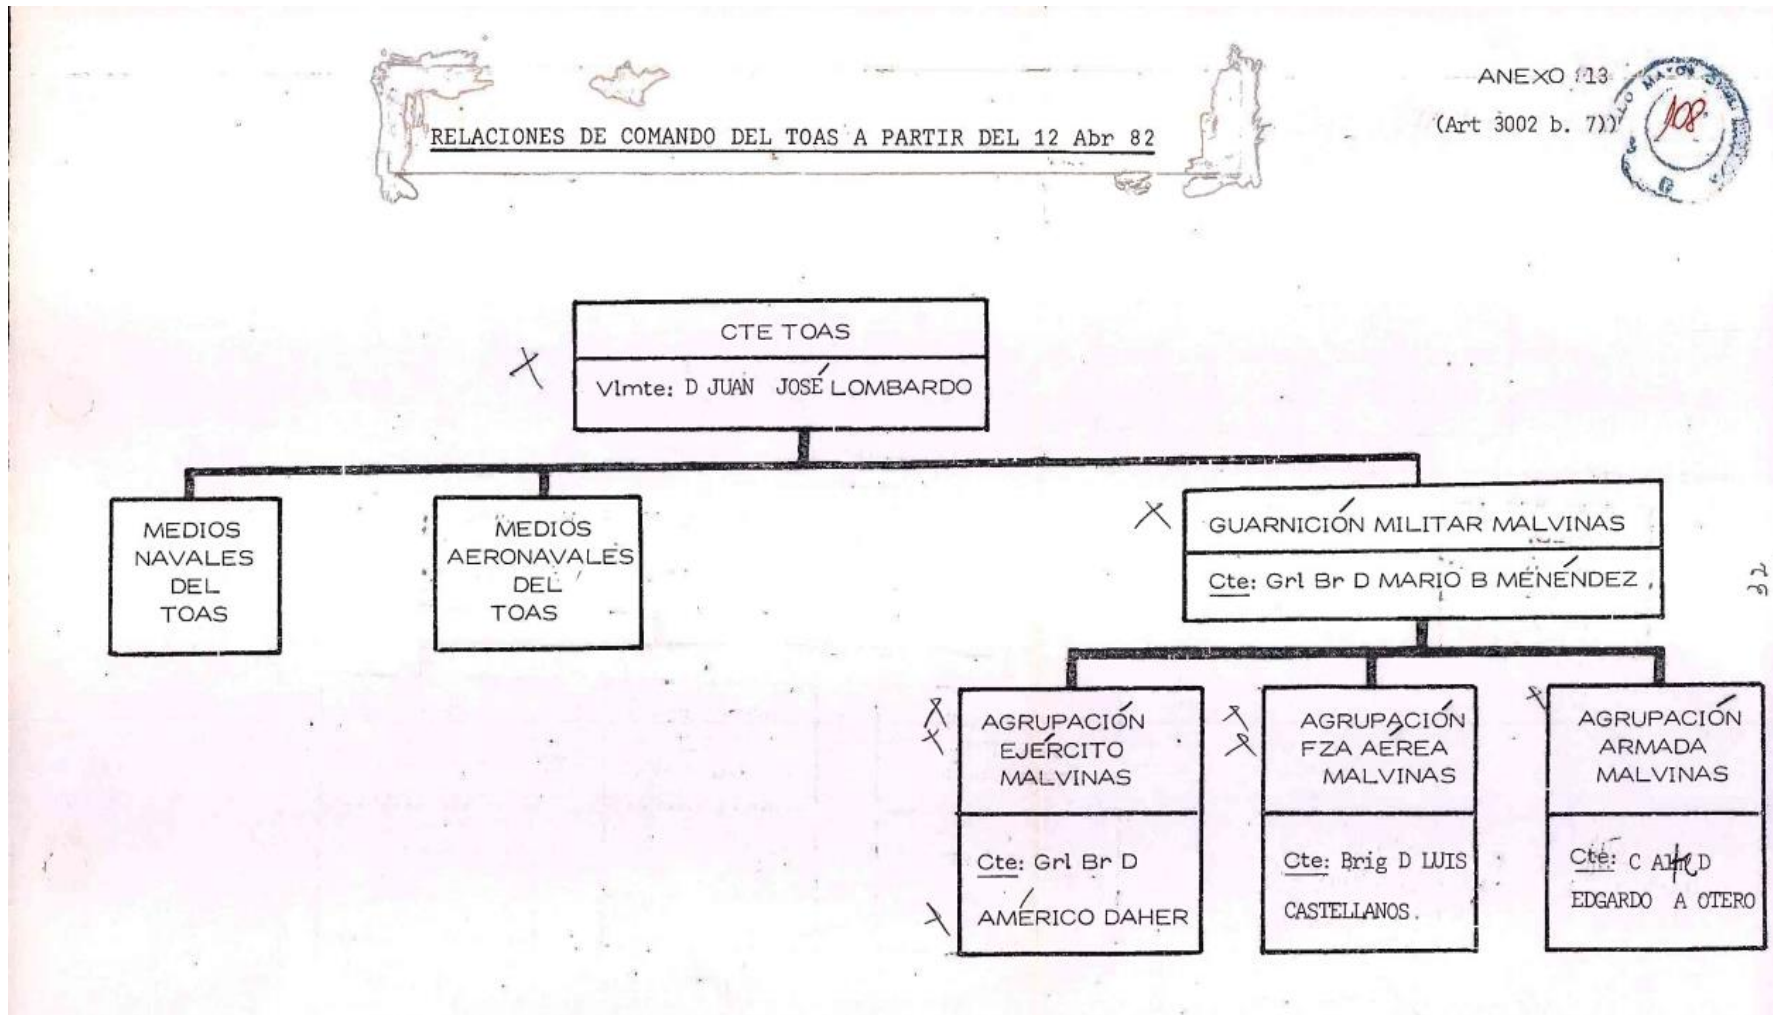 ANEXO 13
(Art 3002 b. 7))
108
RELACIONES DE COMANDO DEL TOAS A PARTIR DEL 12 Abr 82
CTE TOAS
Vlmte: D JUAN JOSÉ LOMBARDO
MEDIOS
NAVALES
DEL
TOAS
MEDIOS
AERONAVALES
DEL
TOAS
GUARNICIÓN MILITAR MALVINAS
Cte: Grl Br D MARIO B MENÉNDEZ
32
AGRUPACIÓN
EJÉRCITO
MALVINAS
Cte: Grl Br D
AMÉRICO DAHER
AGRUPACIÓN
FZA AÉREA
MALVINAS
Cte: Brig D LUIS
CASTELLANOS.
AGRUPACIÓN
ARMADA
MALVINAS
Cte: C D
EDGARDO A OTERO